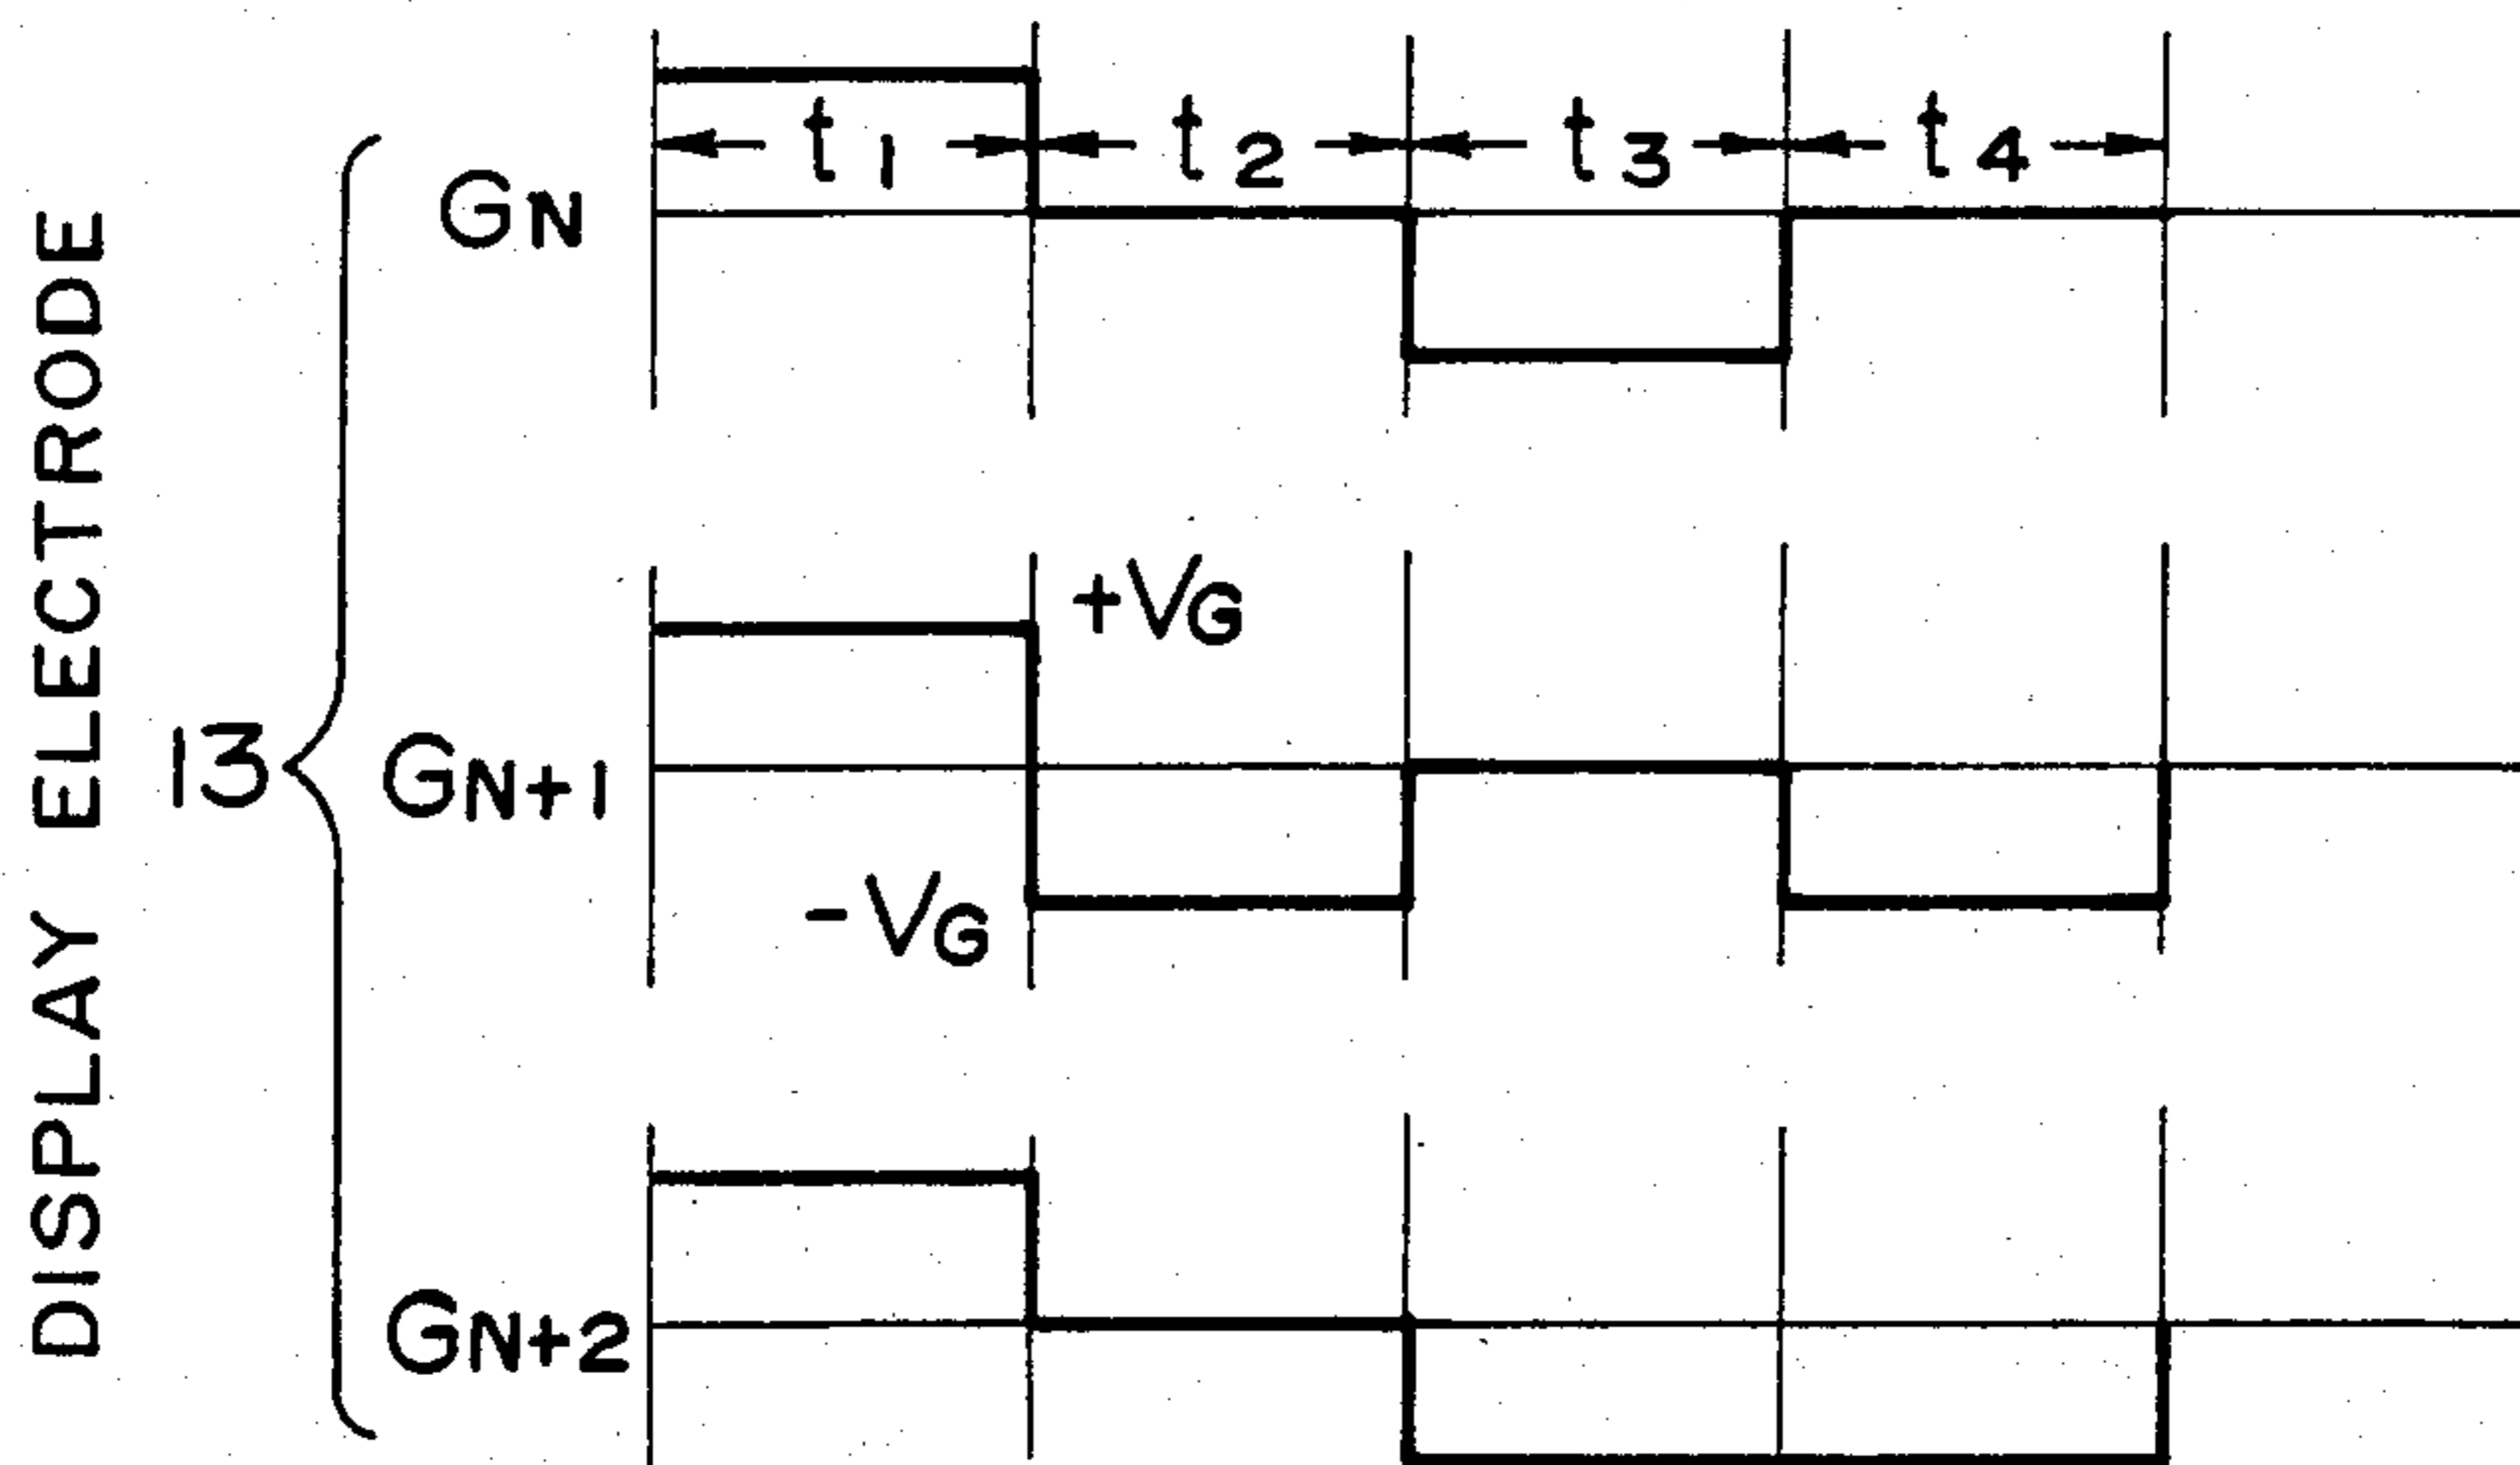 DISPLAY ELECTRODE
13
GN
t1
t2
t3
t4
GN+1
+VG
-VG
GN+2